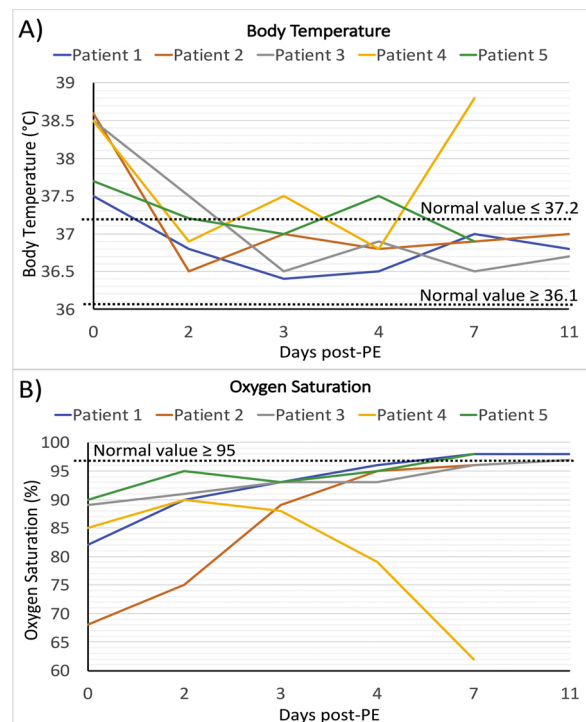 A)
Body Temperature
Patient 1 Patient 2 Patient 3 Patient 4 Patient 5
39
38.5
38
37.5
37
36.5
36
Body Temperature (°C)
Normal value ≤ 37.2
Normal value ≥ 36.1
0 2 3 4 7 11
Days post-PE
B)
Oxygen Saturation
Patient 1 Patient 2 Patient 3 Patient 4 Patient 5
100
95
90
85
80
75
70
65
60
Oxygen Saturation (%)
Normal value ≥ 95
0 2 3 4 7 11
Days post-PE